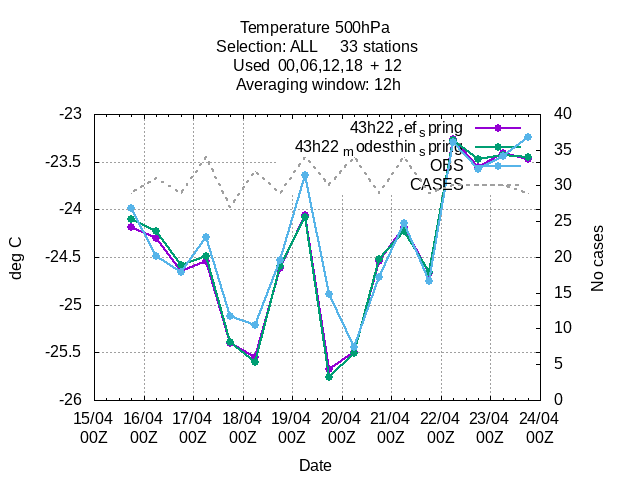 Temperature 500hPa
Selection: ALL 33 stations
Used 00,06,12,18 + 12
Averaging window: 12h
-23 40
43h22 ref spring
35
43h22 modesthin spring
-23.5 OBS
CASES 30
-24 25
deg C -24.5 20 No cases
15
-25
10
-25.5 5
-26 0
15/04 16/04 17/04 18/04 19/04 20/04 21/04 22/04 23/04 24/04
00Z 00Z 00Z 00Z 00Z 00Z 00Z 00Z 00Z 00Z
Date